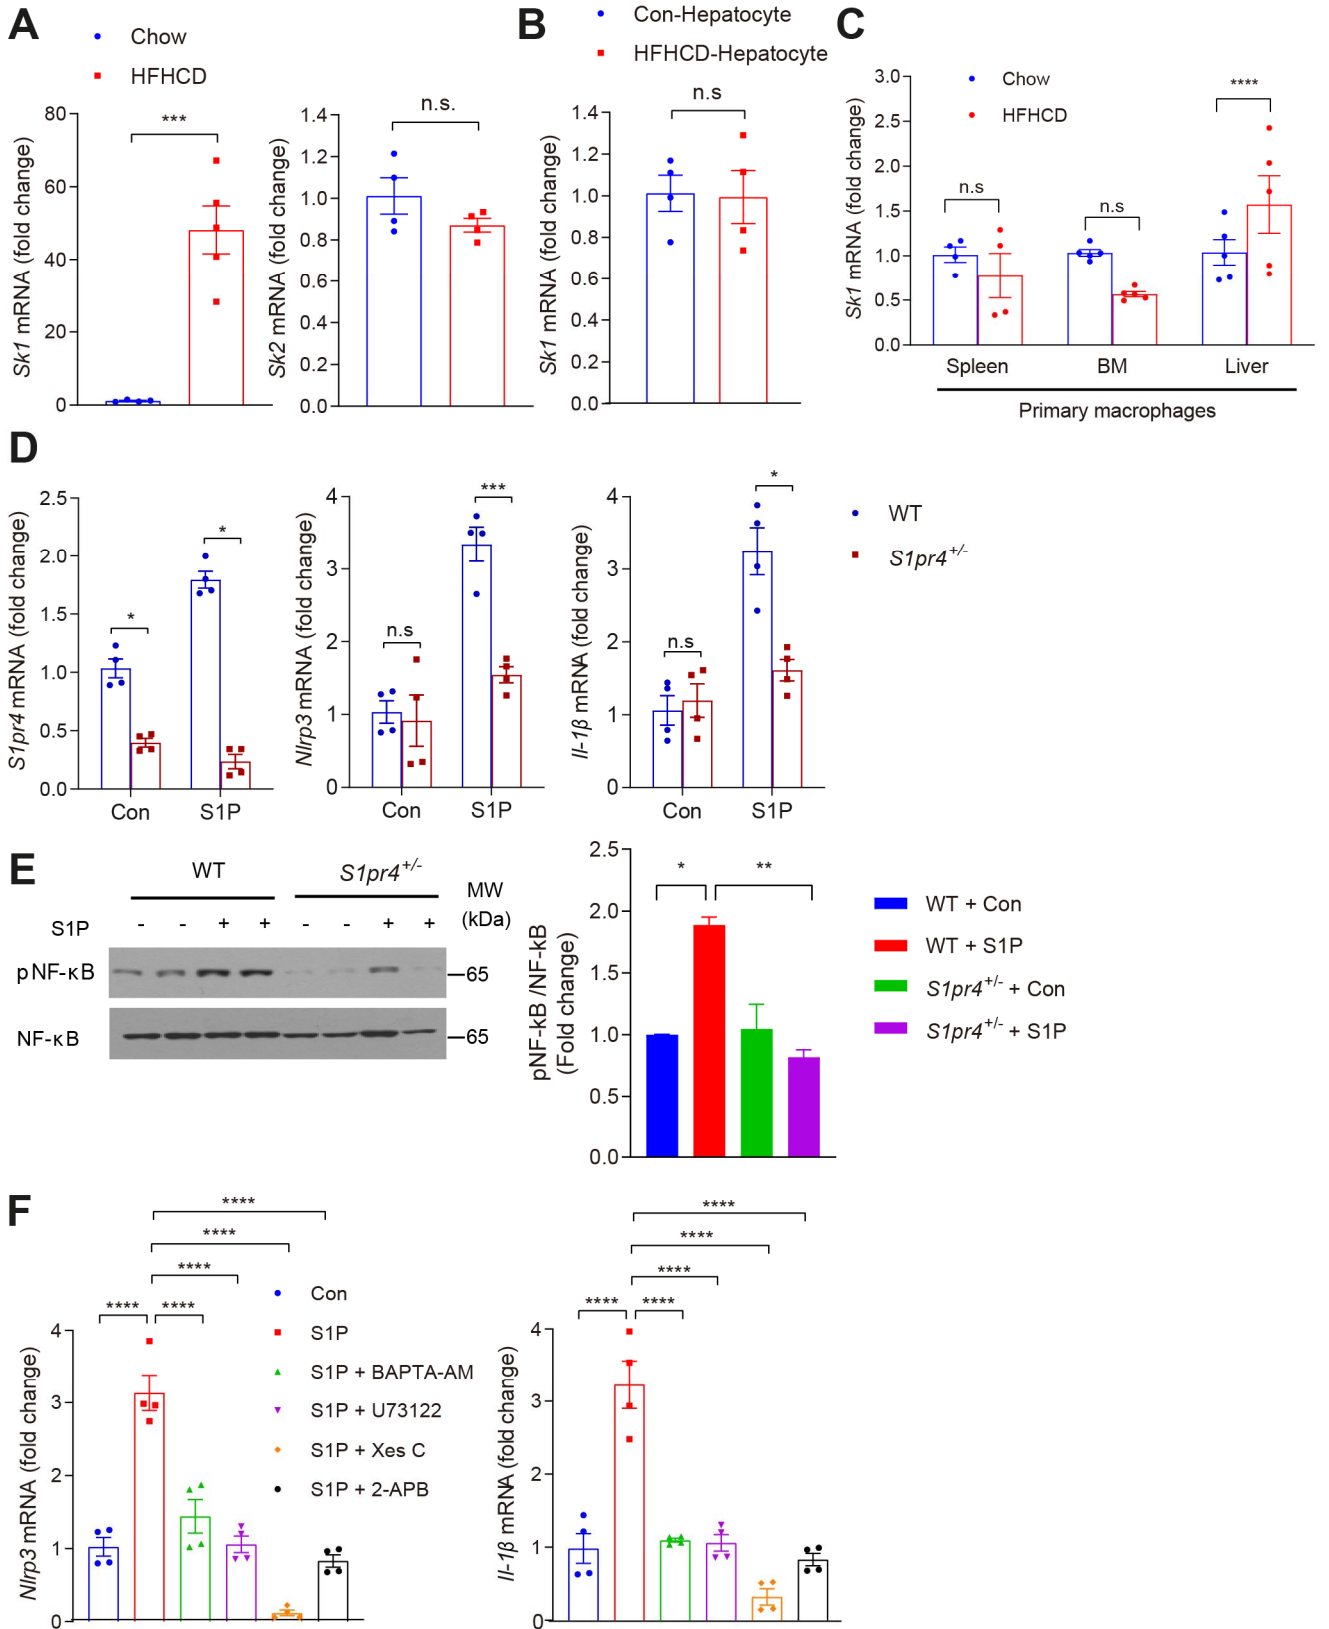 A
Chow
HFHCD
Sk1 mRNA (fold change)
80
60
40
20
0
***
Sk2 mRNA (fold change)
1.4
1.2
1.0
0.8
0.6
0.4
0.2
0.0
n.s.
B
Con-Hepatocyte
HFHCD-Hepatocyte
Sk1 mRNA (fold change)
1.4
1.2
1.0
0.8
0.6
0.4
0.2
0.0
n.s
C
Chow
HFHCD
Sk1 mRNA (fold change)
3.0
2.5
2.0
1.5
1.0
0.5
0.0
n.s
n.s
****
Spleen
BM
Liver
Primary macrophages
D
S1pr4 mRNA (fold change)
2.5
2.0
1.5
1.0
0.5
0.0
*
*
Con
S1P
Nlrp3 mRNA (fold change)
4
3
2
1
0
n.s
***
Con
S1P
Il-1β mRNA (fold change)
4
3
2
1
0
n.s
*
Con
S1P
WT
S1pr4+/-
E
WT
S1pr4+/-
MW
(kDa)
S1P - - + + - - + +
pNF-κB
65
NF-κB
65
pNF-kB /NF-kB
(Fold change)
2.5
2.0
1.5
1.0
0.5
0.0
*
**
WT + Con
WT + S1P
S1pr4+/- + Con
S1pr4+/- + S1P
F
Nlrp3 mRNA (fold change)
4
3
2
1
0
****
****
****
****
****
Con
S1P
S1P + BAPTA-AM
S1P + U73122
S1P + Xes C
S1P + 2-APB
Il-1β mRNA (fold change)
4
3
2
1
0
****
****
****
****
****